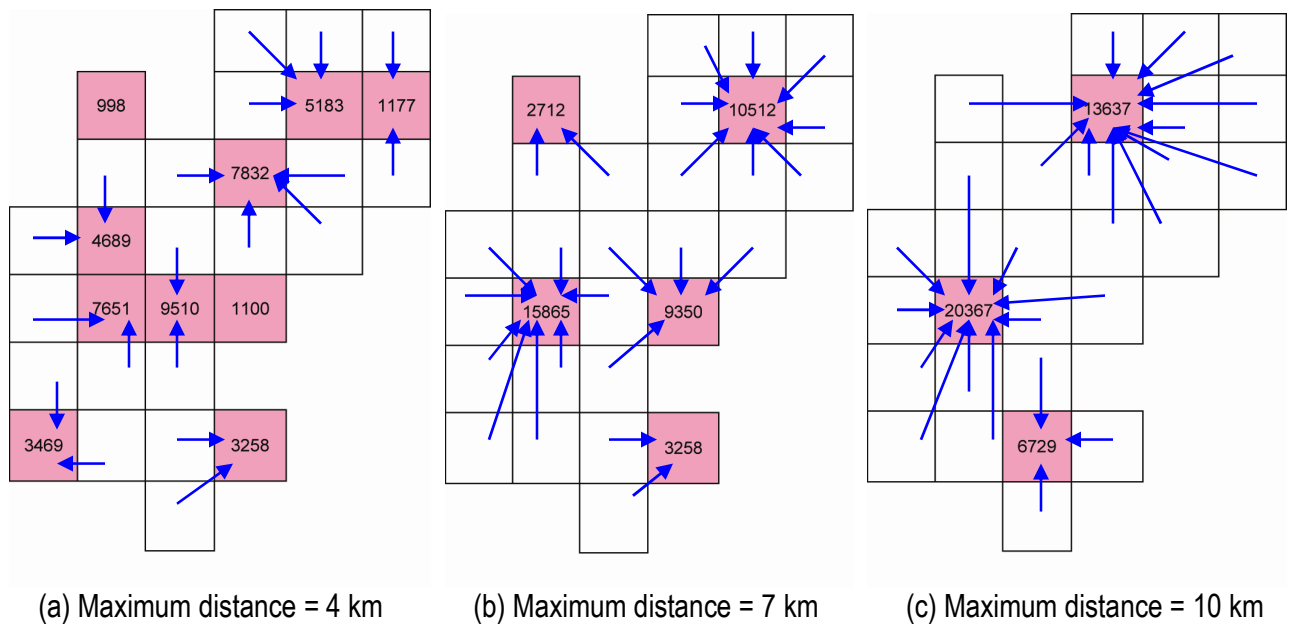 998 5183 1177
7832
4689
7651 9510 1100
3469 3258
(a) Maximum distance = 4 km
2712 10512
15865 9350
3258
(b) Maximum distance = 7 km
13637
20367
6729
(c) Maximum distance = 10 km